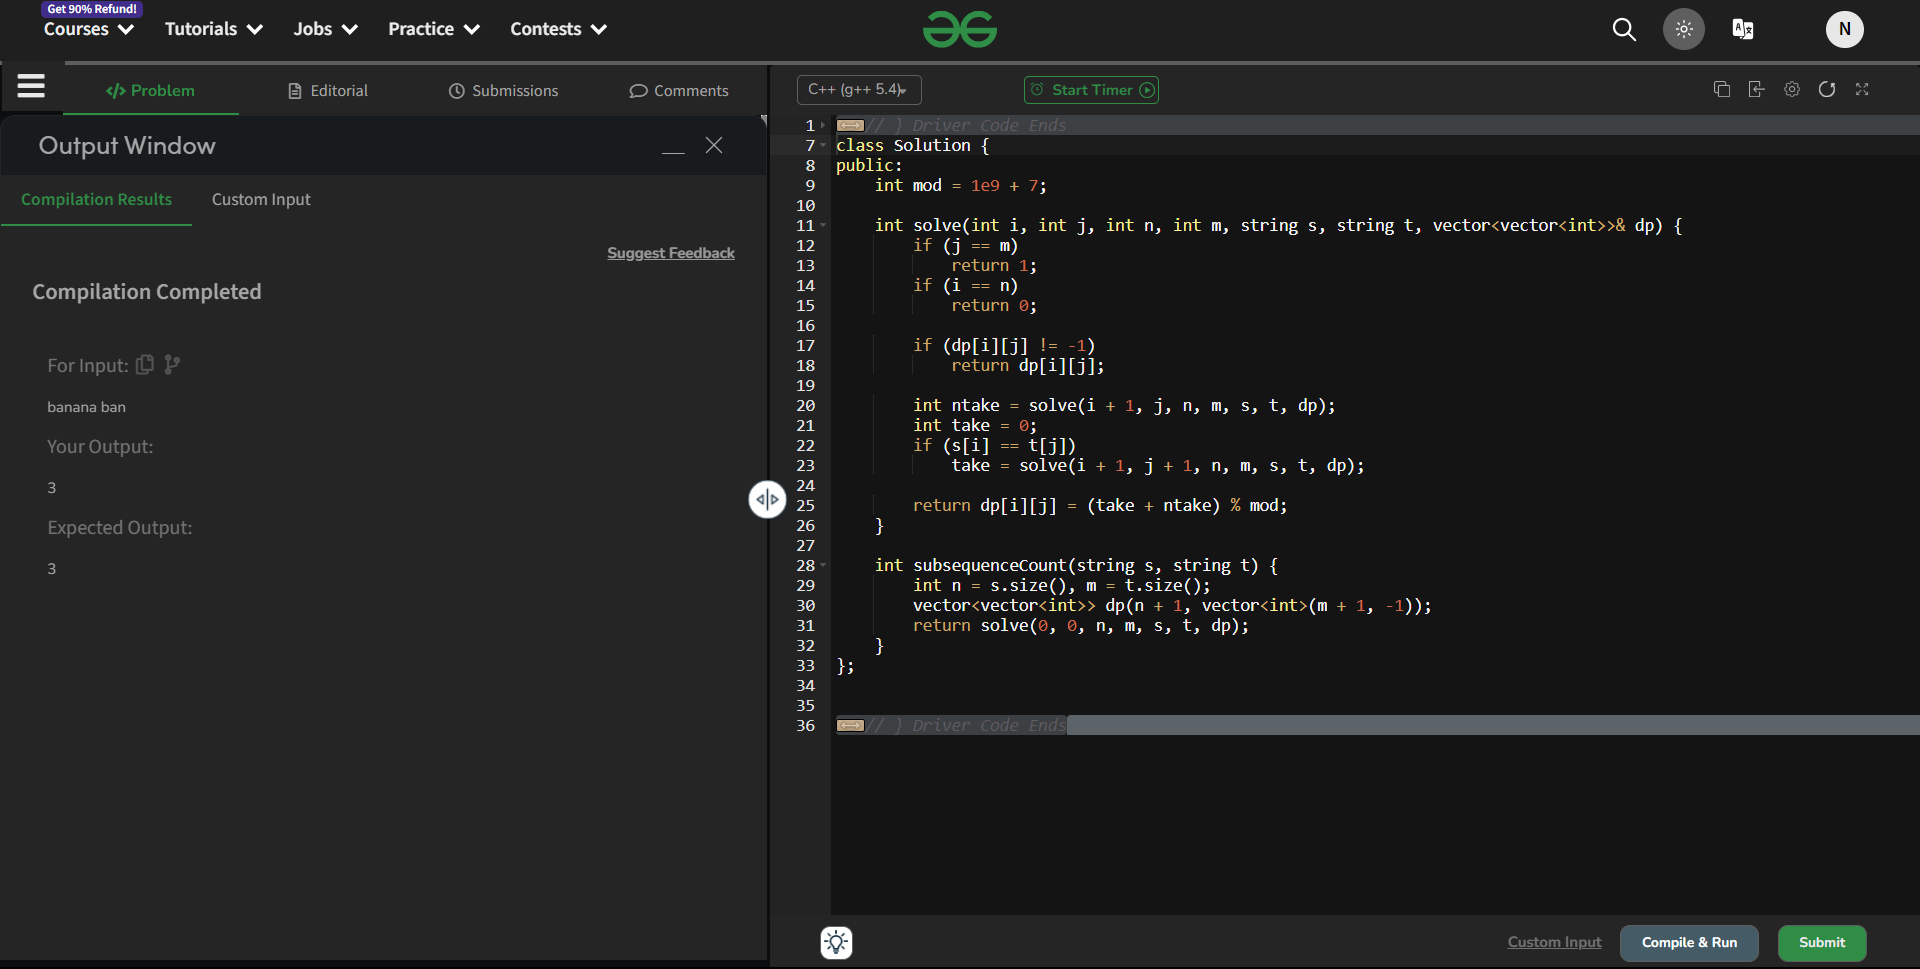 Get 90% Refund!
Courses Tutorials Jobs Practice Contests
N
Problem Editorial Submissions Comments
Output Window
Compilation Results Custom Input
Suggest Feedback
Compilation Completed
For Input:
banana ban
Your Output:
3
Expected Output:
3
C++ (g++ 5.4)
Start Timer
1 // } Driver Code Ends
7 class Solution {
8 public:
9     int mod = 1e9 + 7;
10
11     int solve(int i, int j, int n, int m, string s, string t, vector<vector<int>>& dp) {
12         if (j == m)
13             return 1;
14         if (i == n)
15             return 0;
16
17         if (dp[i][j] != -1)
18             return dp[i][j];
19
20         int ntake = solve(i + 1, j, n, m, s, t, dp);
21         int take = 0;
22         if (s[i] == t[j])
23             take = solve(i + 1, j + 1, n, m, s, t, dp);
24
25         return dp[i][j] = (take + ntake) % mod;
26     }
27
28     int subsequenceCount(string s, string t) {
29         int n = s.size(), m = t.size();
30         vector<vector<int>> dp(n + 1, vector<int>(m + 1, -1));
31         return solve(0, 0, n, m, s, t, dp);
32     }
33 };
34
35
36 // } Driver Code Ends
Custom Input Compile & Run Submit